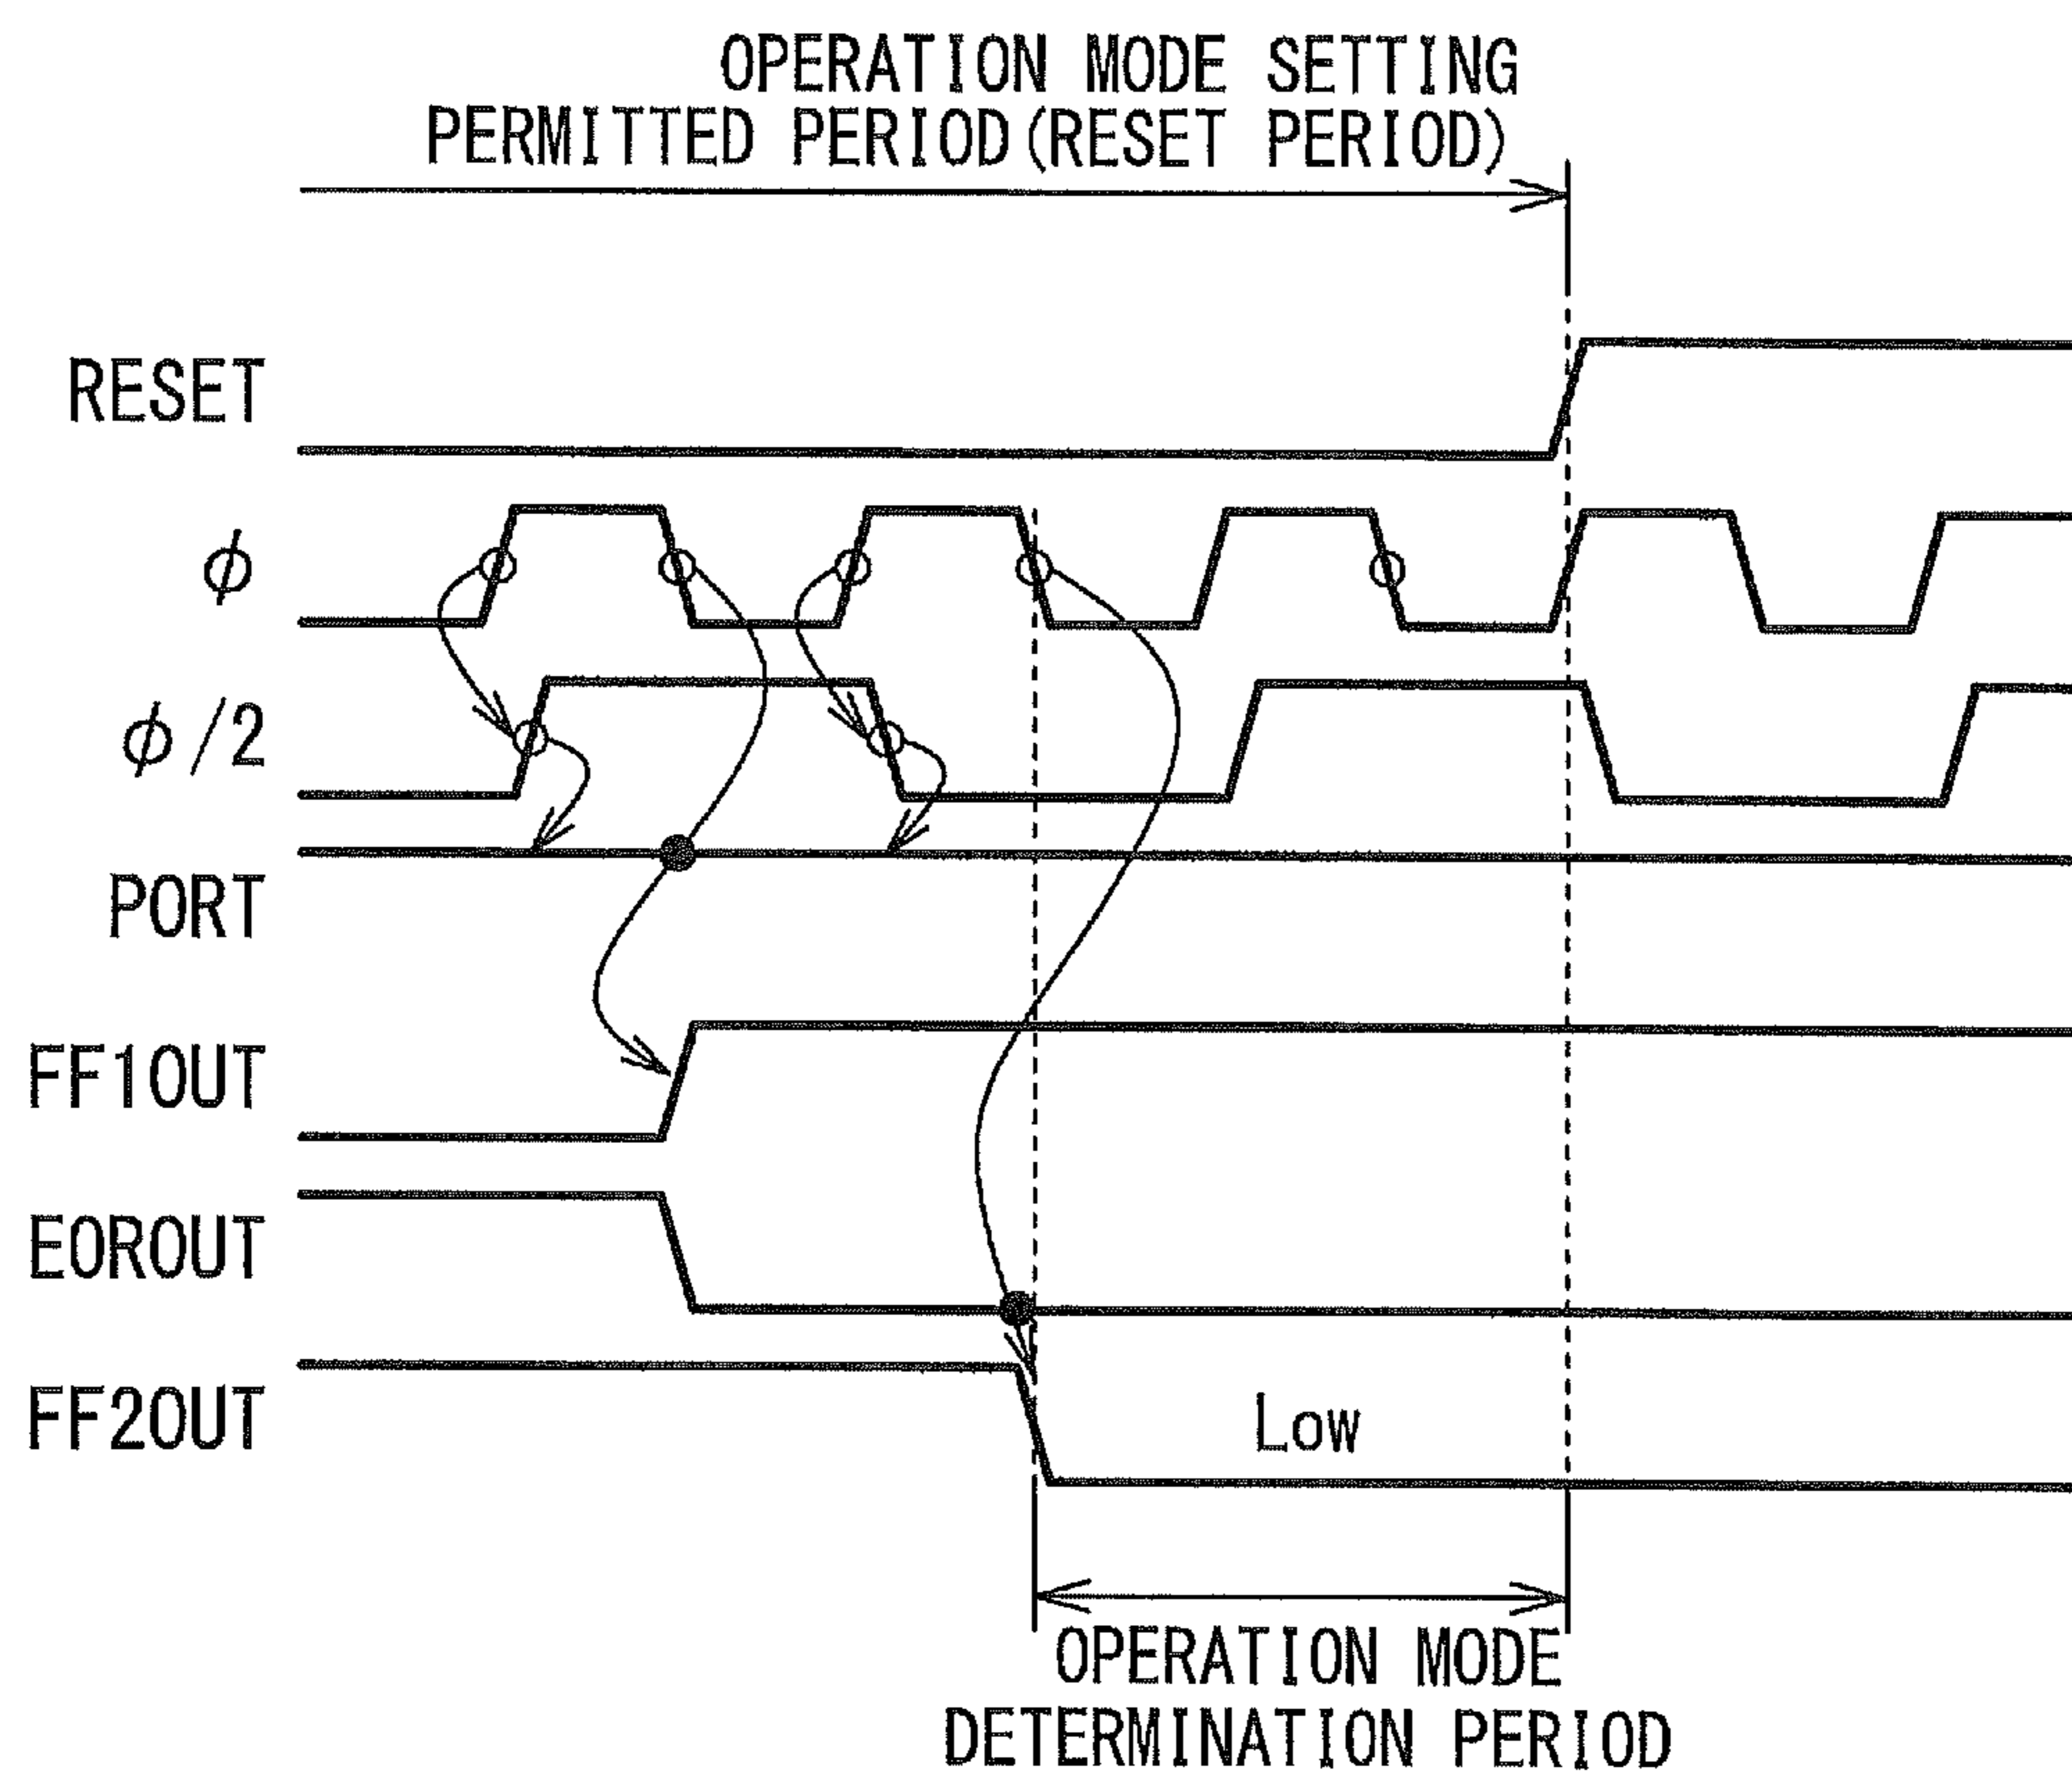 OPERATION MODE SETTING
PERMITTED PERIOD(RESET PERIOD)
RESET
ϕ
ϕ/2
PORT
FF1OUT
EOROUT
FF2OUT
Low
OPERATION MODE
DETERMINATION PERIOD